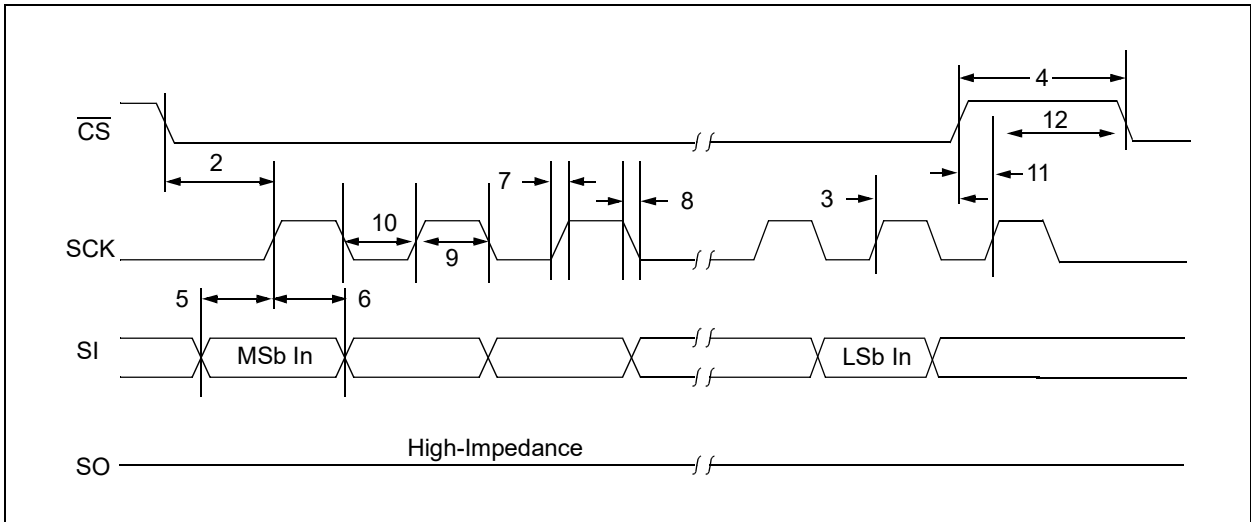 4
C̅S̅
12
2
7
8
3
11
SCK
10
9
5
6
SI
MSb In
LSb In
High-Impedance
SO